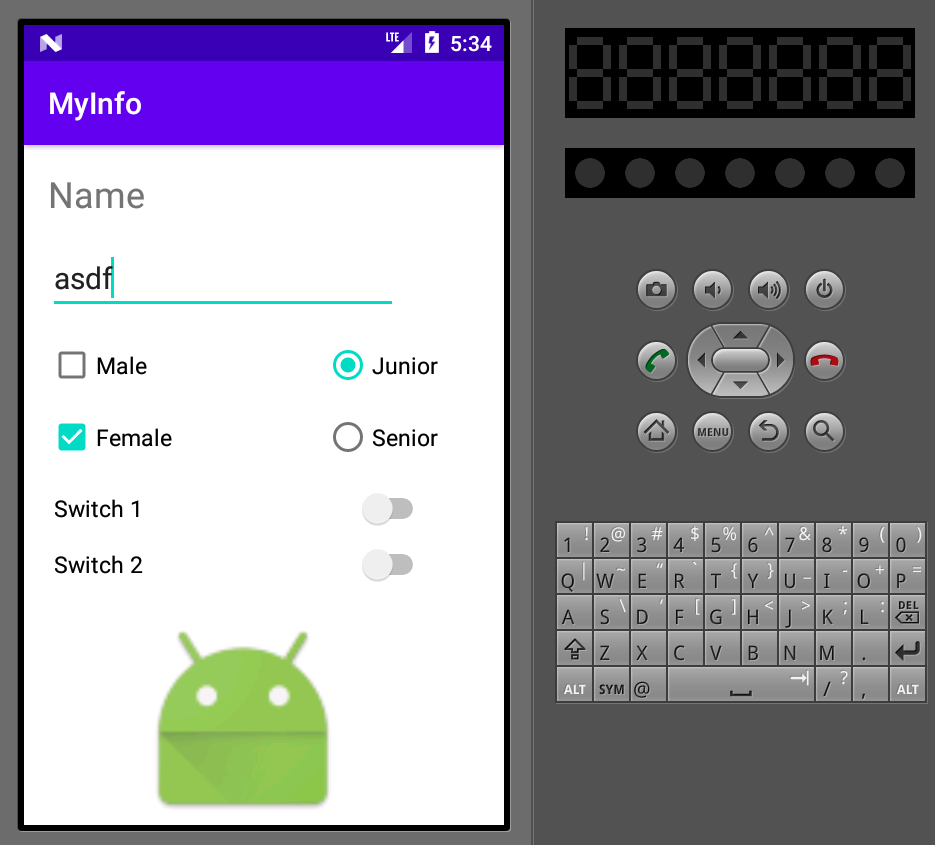 LTE 5:34
MyInfo
Name
asdf
Male
Junior
Female
Senior
Switch 1
Switch 2
MENU
1 ! 2 @ 3 # 4 $ 5 % 6 ^ 7 & 8 * 9 ( 0 )
Q | W ~ E “ R ` T { Y } U _ I - O + P =
A S \ D ‘ F [ G ] H < J > K ; L : DEL
Z X C V B N M .
ALT SYM @ / ? , ALT